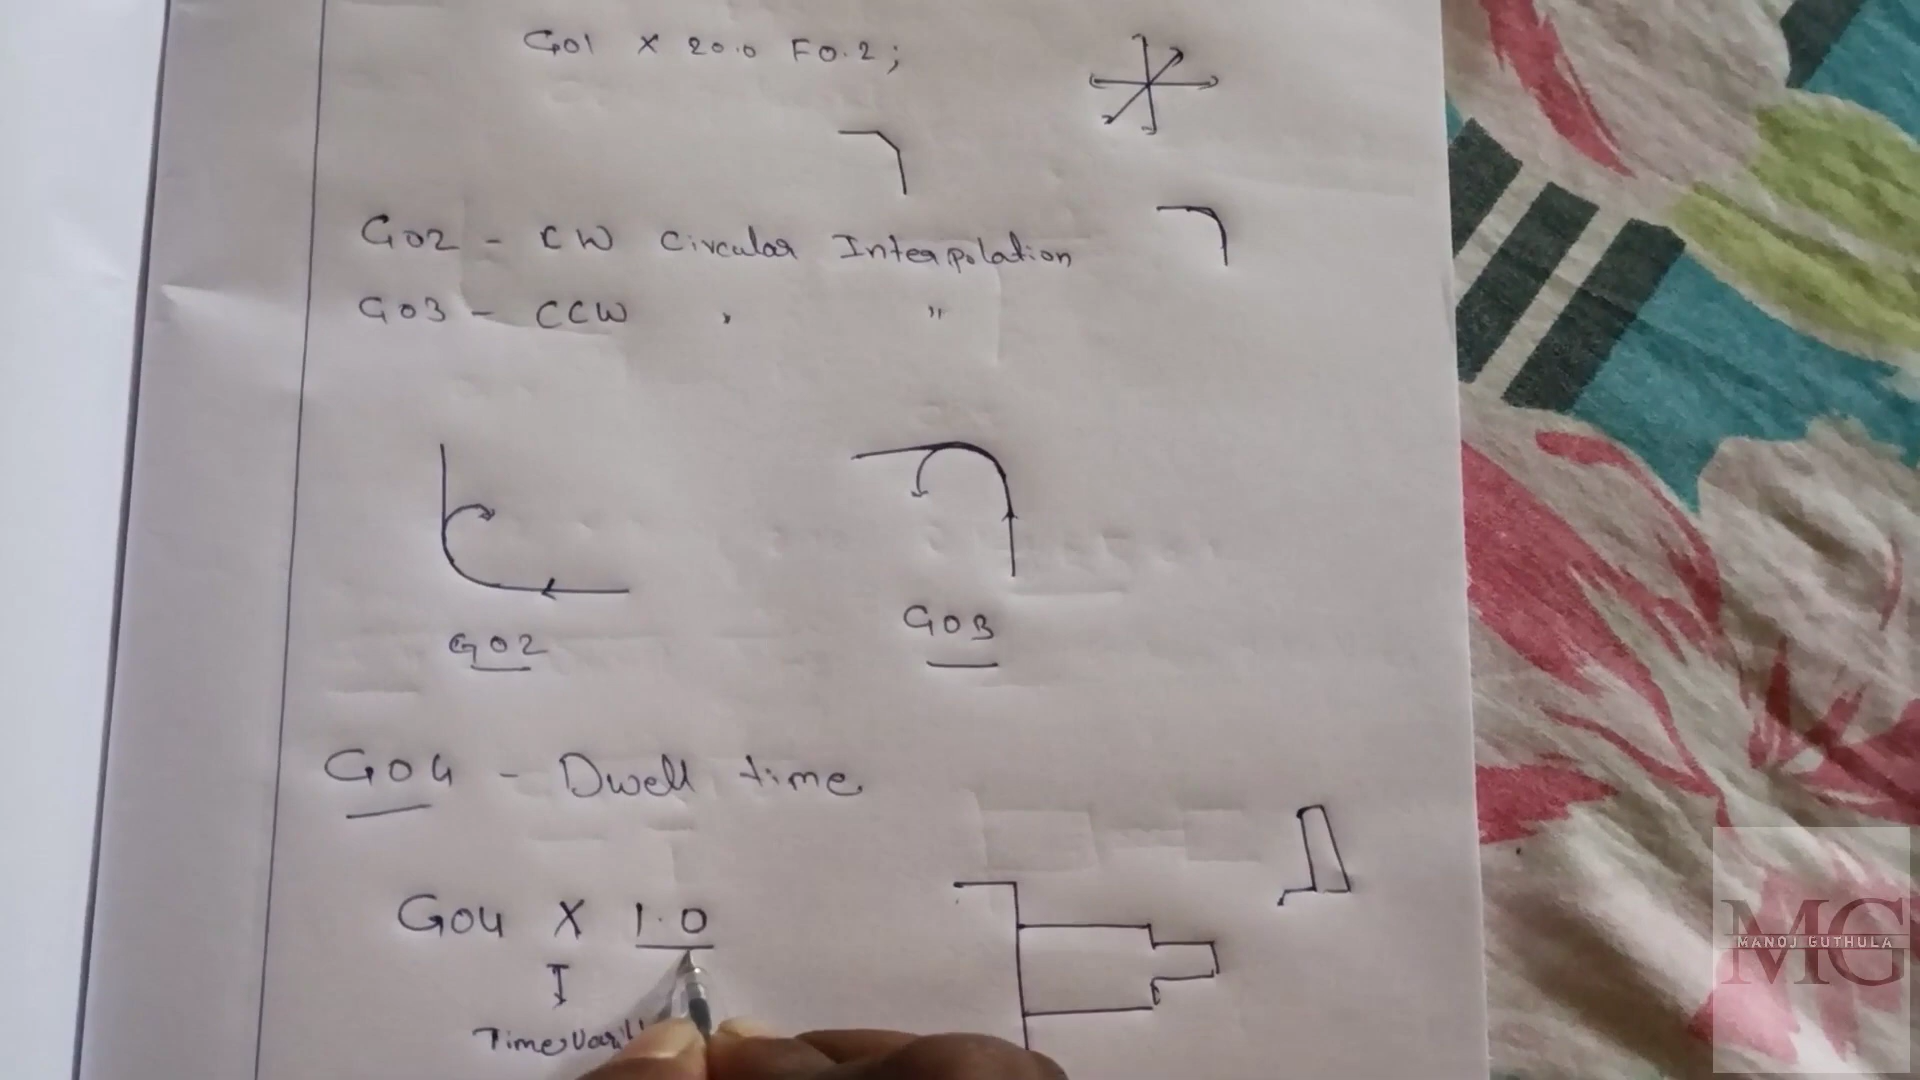 G01 X 20.0 F0.2;
G02 - CW Circular Interpolation
G03 - CCW " "
G02
G03
G04 - Dwell time
G04 X 1.0
Time
MG
MANOJ GUTHULA